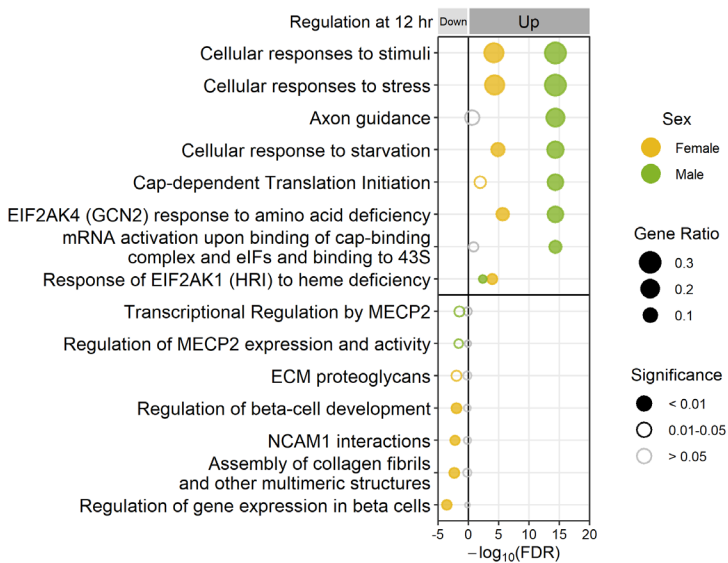 Regulation at 12 hr Down Up
Cellular responses to stimuli
Cellular responses to stress
Axon guidance
Cellular response to starvation
Cap-dependent Translation Initiation
EIF2AK4 (GCN2) response to amino acid deficiency
mRNA activation upon binding of cap-binding
complex and eIFs and binding to 43S
Response of EIF2AK1 (HRI) to heme deficiency
Transcriptional Regulation by MECP2
Regulation of MECP2 expression and activity
ECM proteoglycans
Regulation of beta-cell development
NCAM1 interactions
Assembly of collagen fibrils
and other multimeric structures
Regulation of gene expression in beta cells
-5 0 5 10 15 20
−log10(FDR)
Sex
Female
Male
Gene Ratio
0.3
0.2
0.1
Significance
< 0.01
0.01-0.05
> 0.05